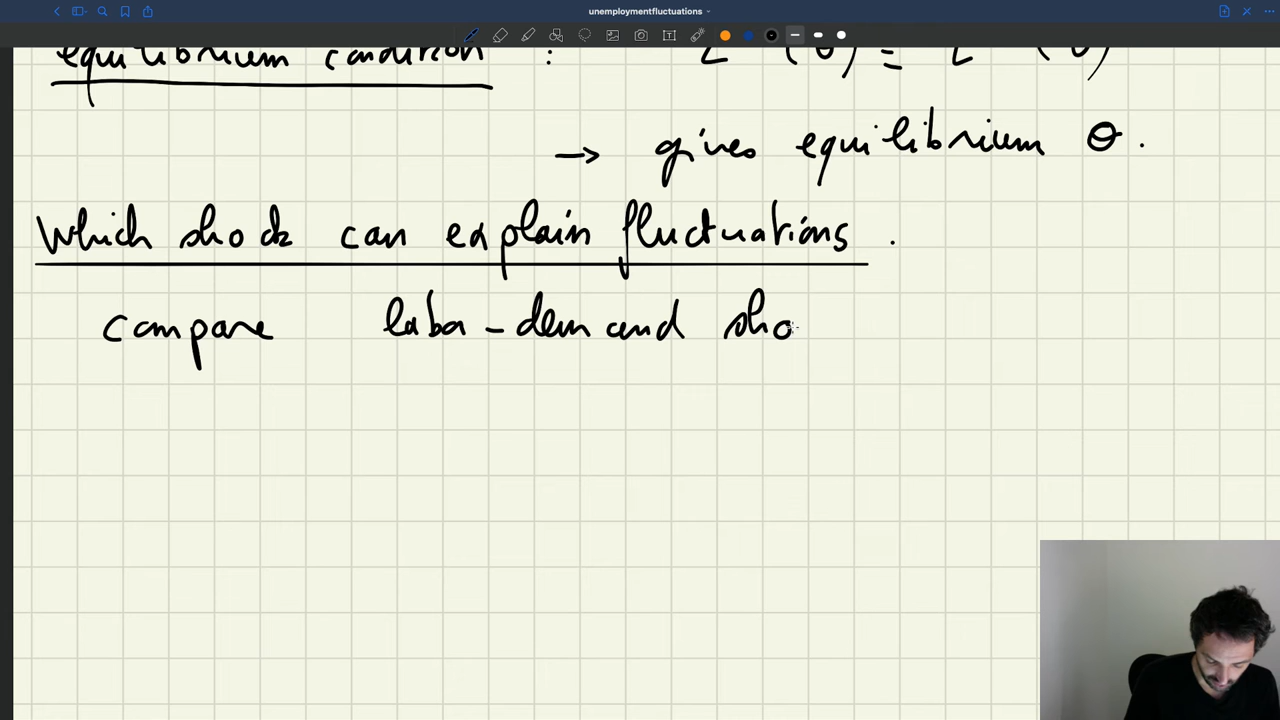 unemploymentfluctuations
equilibrium condition : L (θ) = L (θ)
→ gives equilibrium θ.
Which shock can explain fluctuations.
compare labor-demand sho